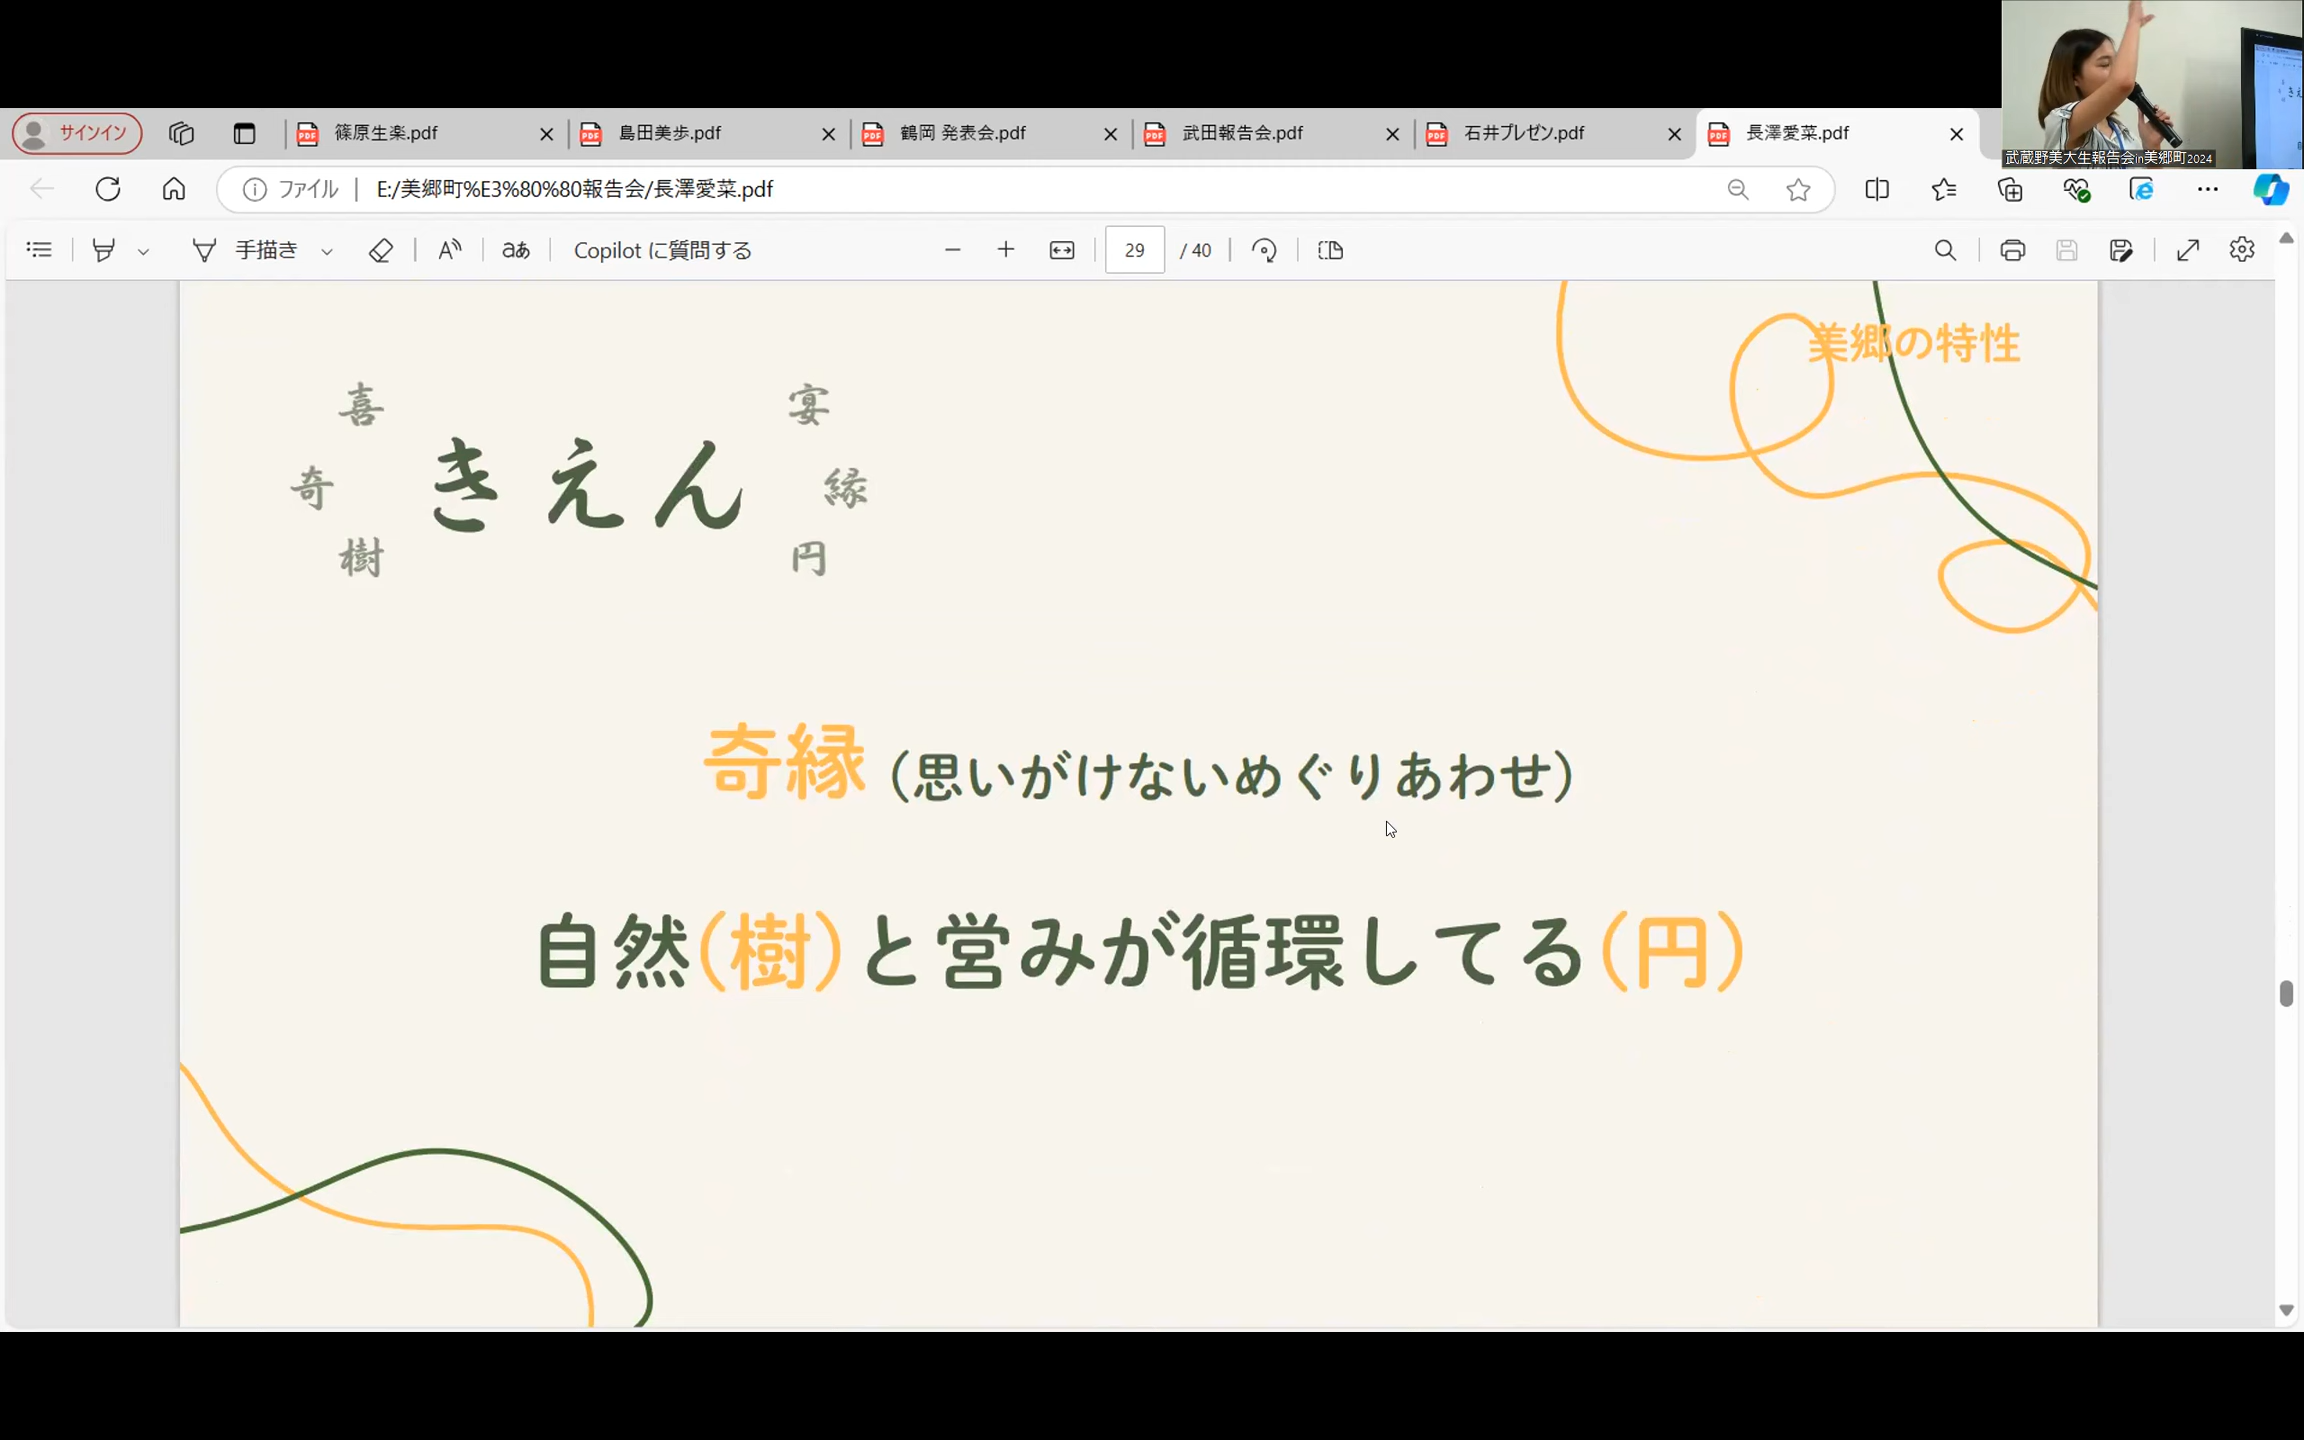 武蔵野美大生報告会in美郷町2024
サインイン
篠原生楽.pdf
島田美歩.pdf
鶴岡 発表会.pdf
武田報告会.pdf
石井プレゼン.pdf
長澤愛菜.pdf
ファイル
E:/美郷町%E3%80%80報告会/長澤愛菜.pdf
手描き
aあ
Copilot に質問する
29 / 40
美郷の特性
喜
奇
樹
きえん
宴
縁
円
奇縁（思いがけないめぐりあわせ）
自然（樹）と営みが循環してる（円）